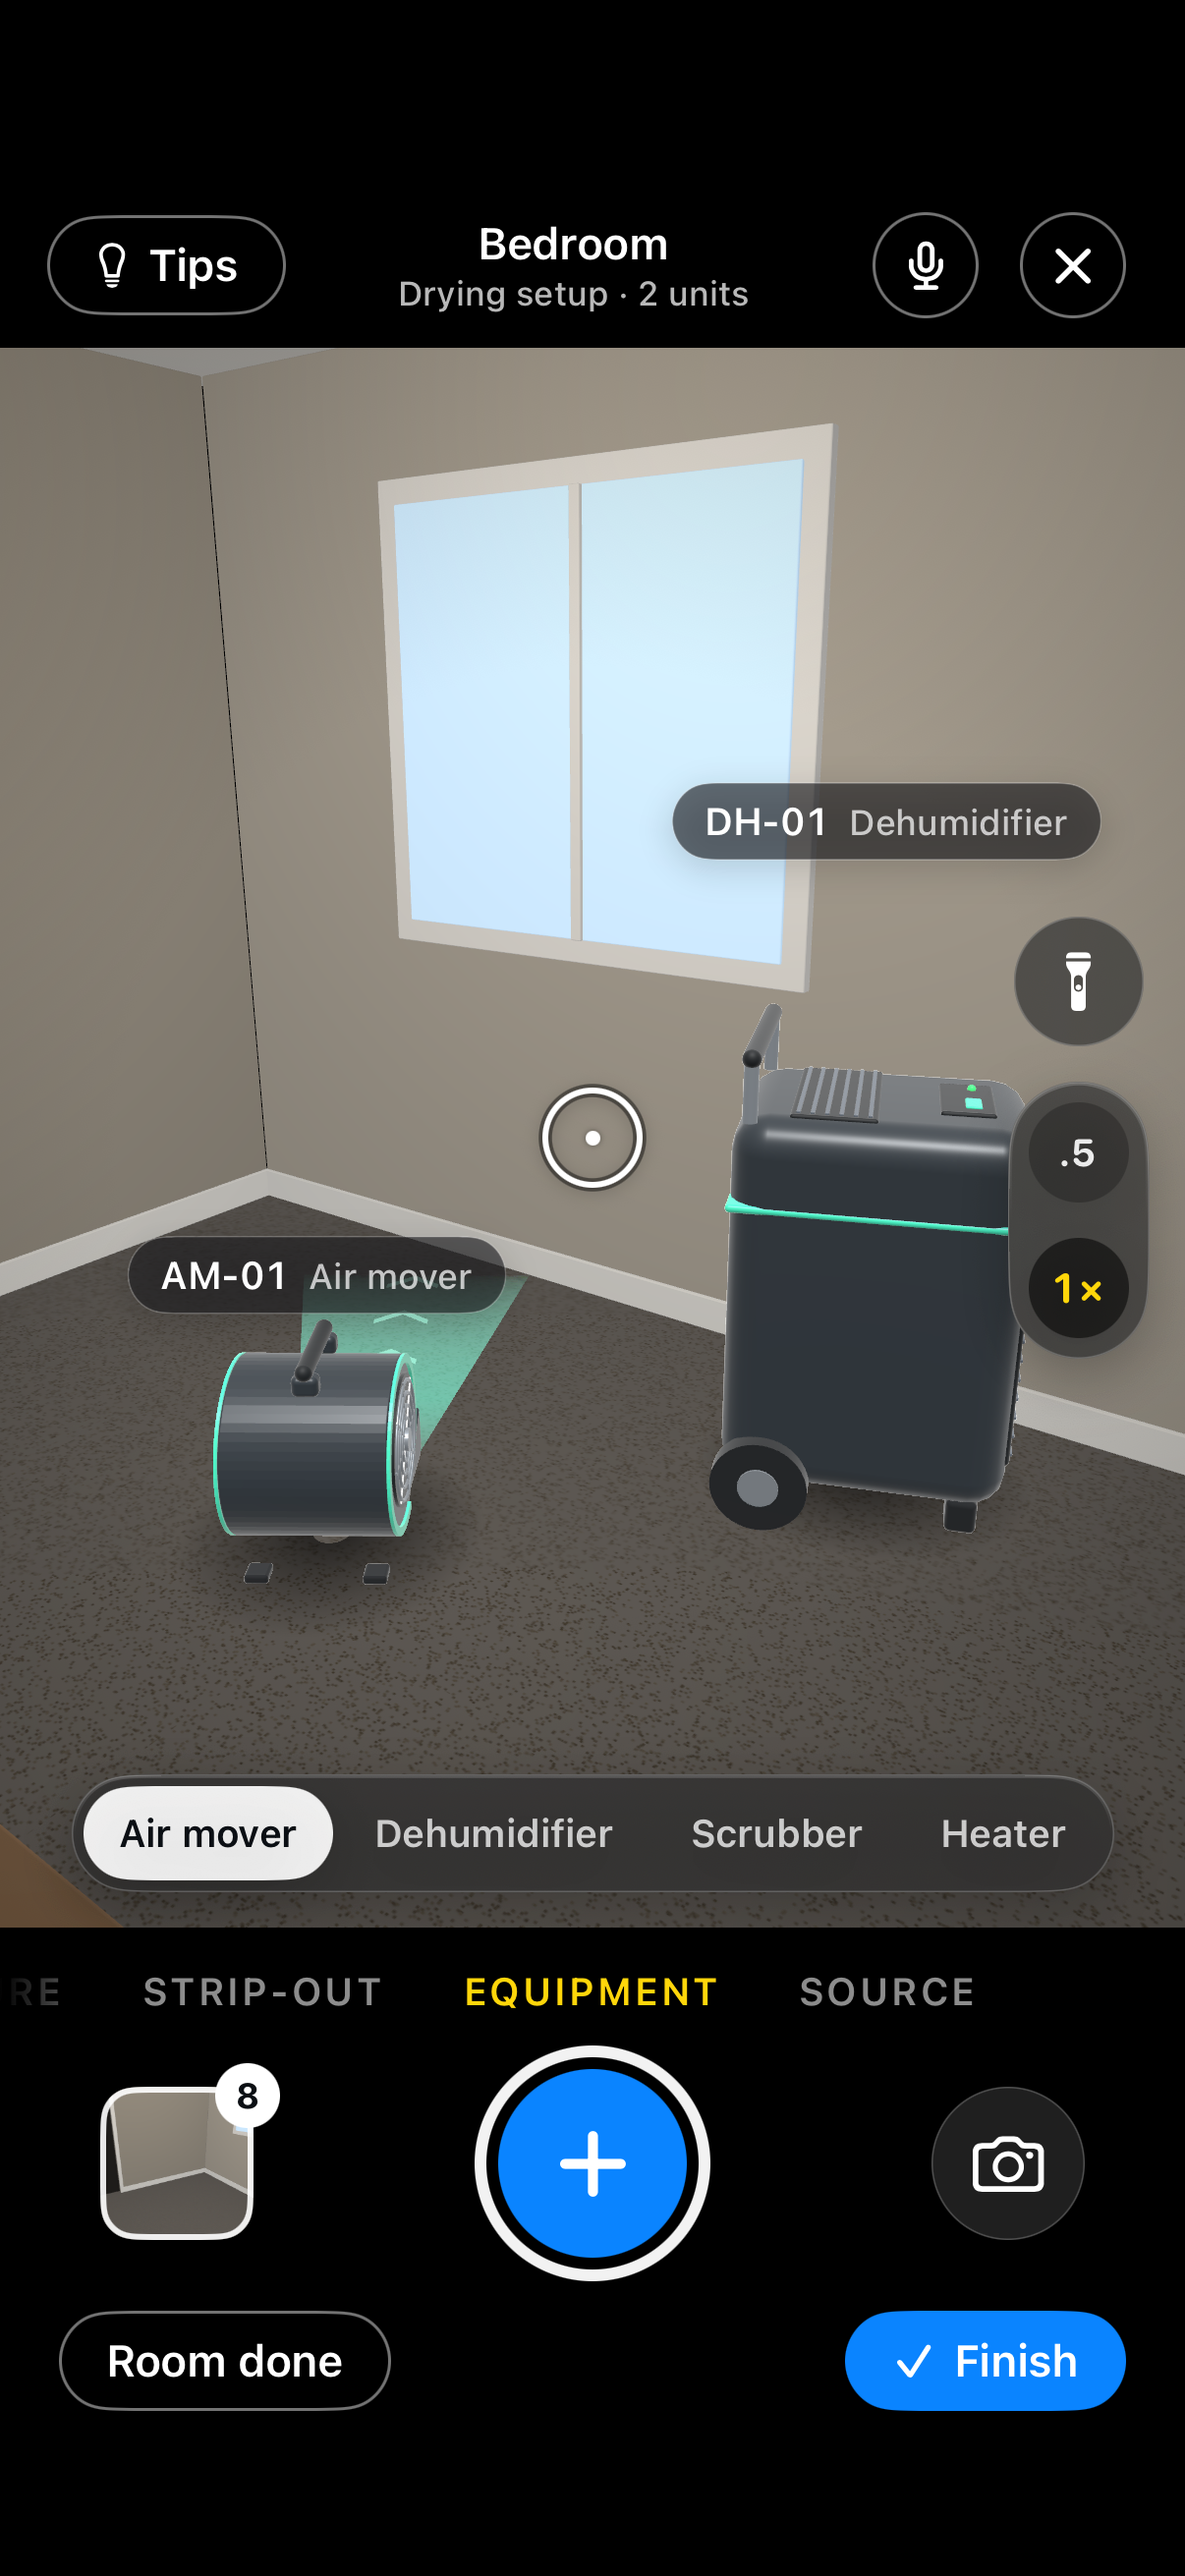 Tips
Bedroom
Drying setup · 2 units
DH-01 Dehumidifier
.5
1×
AM-01 Air mover
Air mover Dehumidifier Scrubber Heater
RE STRIP-OUT EQUIPMENT SOURCE
8
Room done
Finish